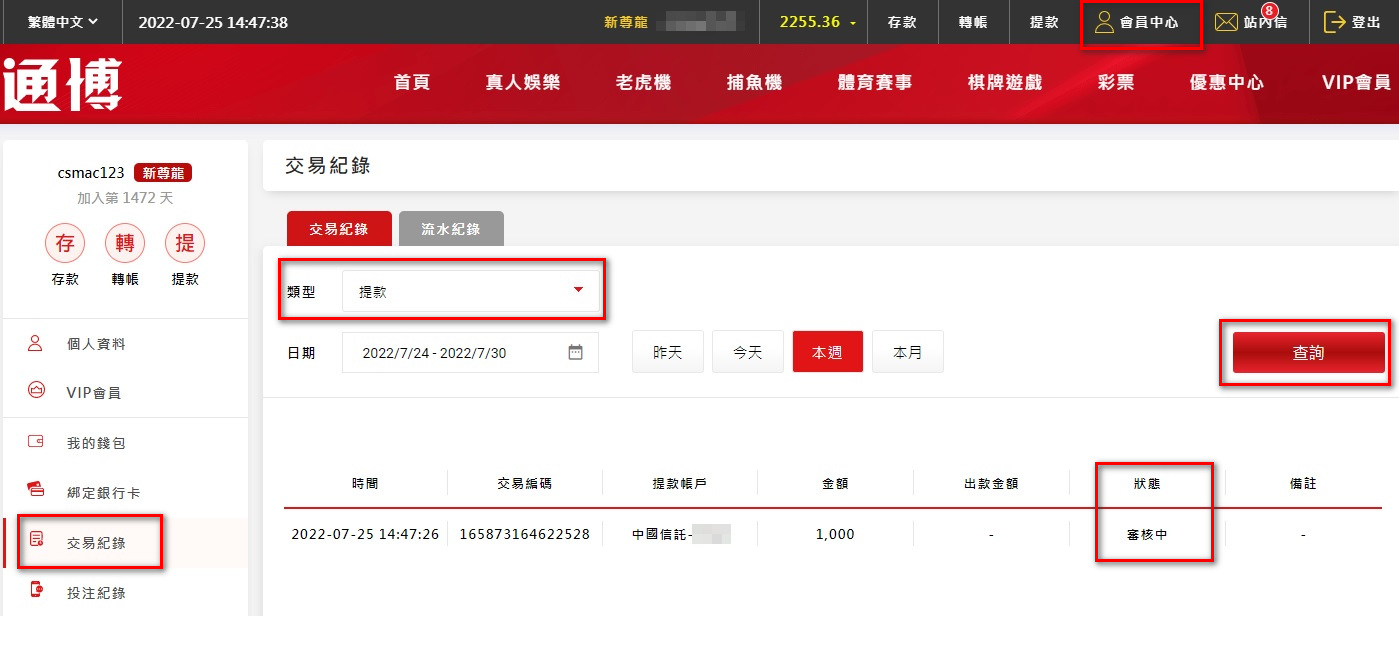 繁體中文 2022-07-25 14:47:38 新尊龍 2255.36 存款 轉帳 提款 會員中心 站內信 8 登出
通博 首頁 真人娛樂 老虎機 捕魚機 體育賽事 棋牌遊戲 彩票 優惠中心 VIP會員
csmac123 新尊龍
加入第 1472 天
存 轉 提
存款 轉帳 提款
個人資料
VIP會員
我的錢包
綁定銀行卡
交易紀錄
投注紀錄
交易紀錄
交易紀錄 流水紀錄
類型 提款
日期 2022/7/24 - 2022/7/30 昨天 今天 本週 本月 查詢
時間 交易編碼 提款帳戶 金額 出款金額 狀態 備註
2022-07-25 14:47:26 165873164622528 中國信託- 1,000 - 審核中 -